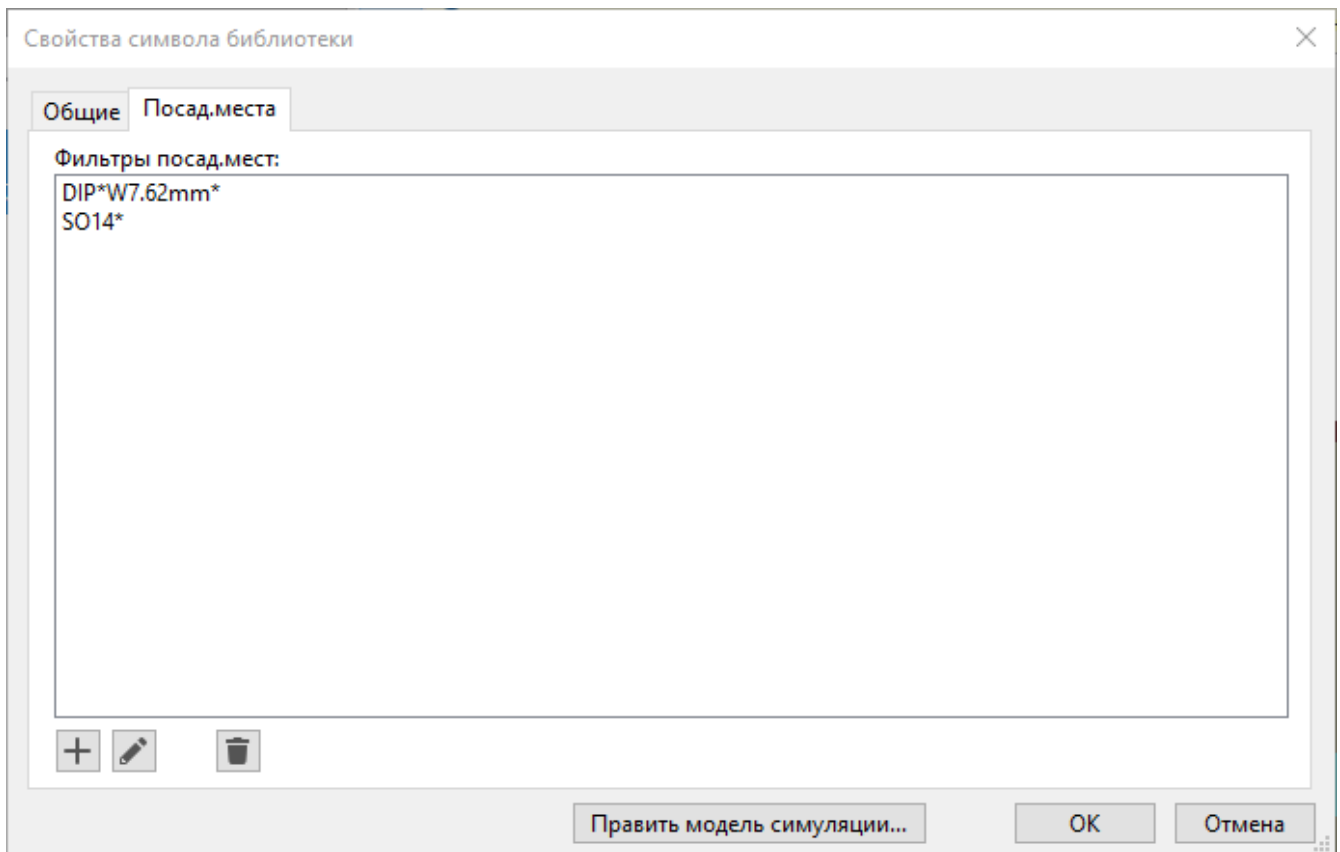 Свойства символа библиотеки
Общие Посад.места
Фильтры посад.мест:
DIP*W7.62mm*
SO14*
Править модель симуляции... OK Отмена